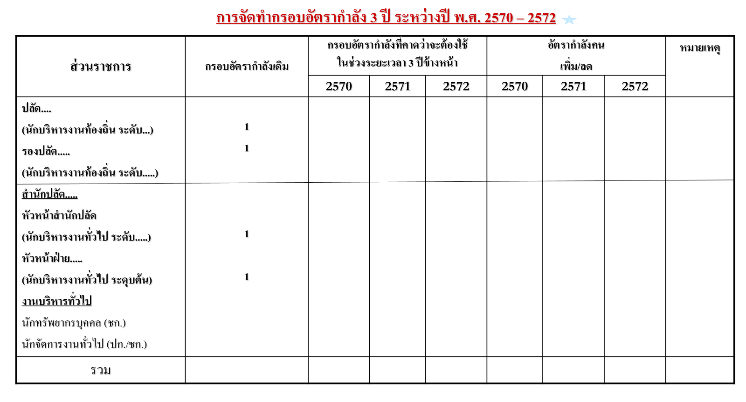 การจัดทำกรอบอัตรากำลัง 3 ปี ระหว่างปี พ.ศ. 2570 – 2572
ส่วนราชการ
กรอบอัตรากำลังเดิม
กรอบอัตรากำลังที่คาดว่าจะต้องใช้
ในช่วงระยะเวลา 3 ปีข้างหน้า
อัตรากำลังคน
เพิ่ม/ลด
หมายเหตุ
2570 2571 2572 2570 2571 2572
ปลัด....
(นักบริหารงานท้องถิ่น ระดับ...) 1
รองปลัด..... 1
(นักบริหารงานท้องถิ่น ระดับ.....)
สำนักปลัด.....
หัวหน้าสำนักปลัด
(นักบริหารงานทั่วไป ระดับ.....) 1
หัวหน้าฝ่าย.....
(นักบริหารงานทั่วไป ระดุบต้น) 1
งานบริหารทั่วไป
นักทรัพยากรบุคคล (ชก.)
นักจัดการงานทั่วไป (ปก./ชก.)
รวม